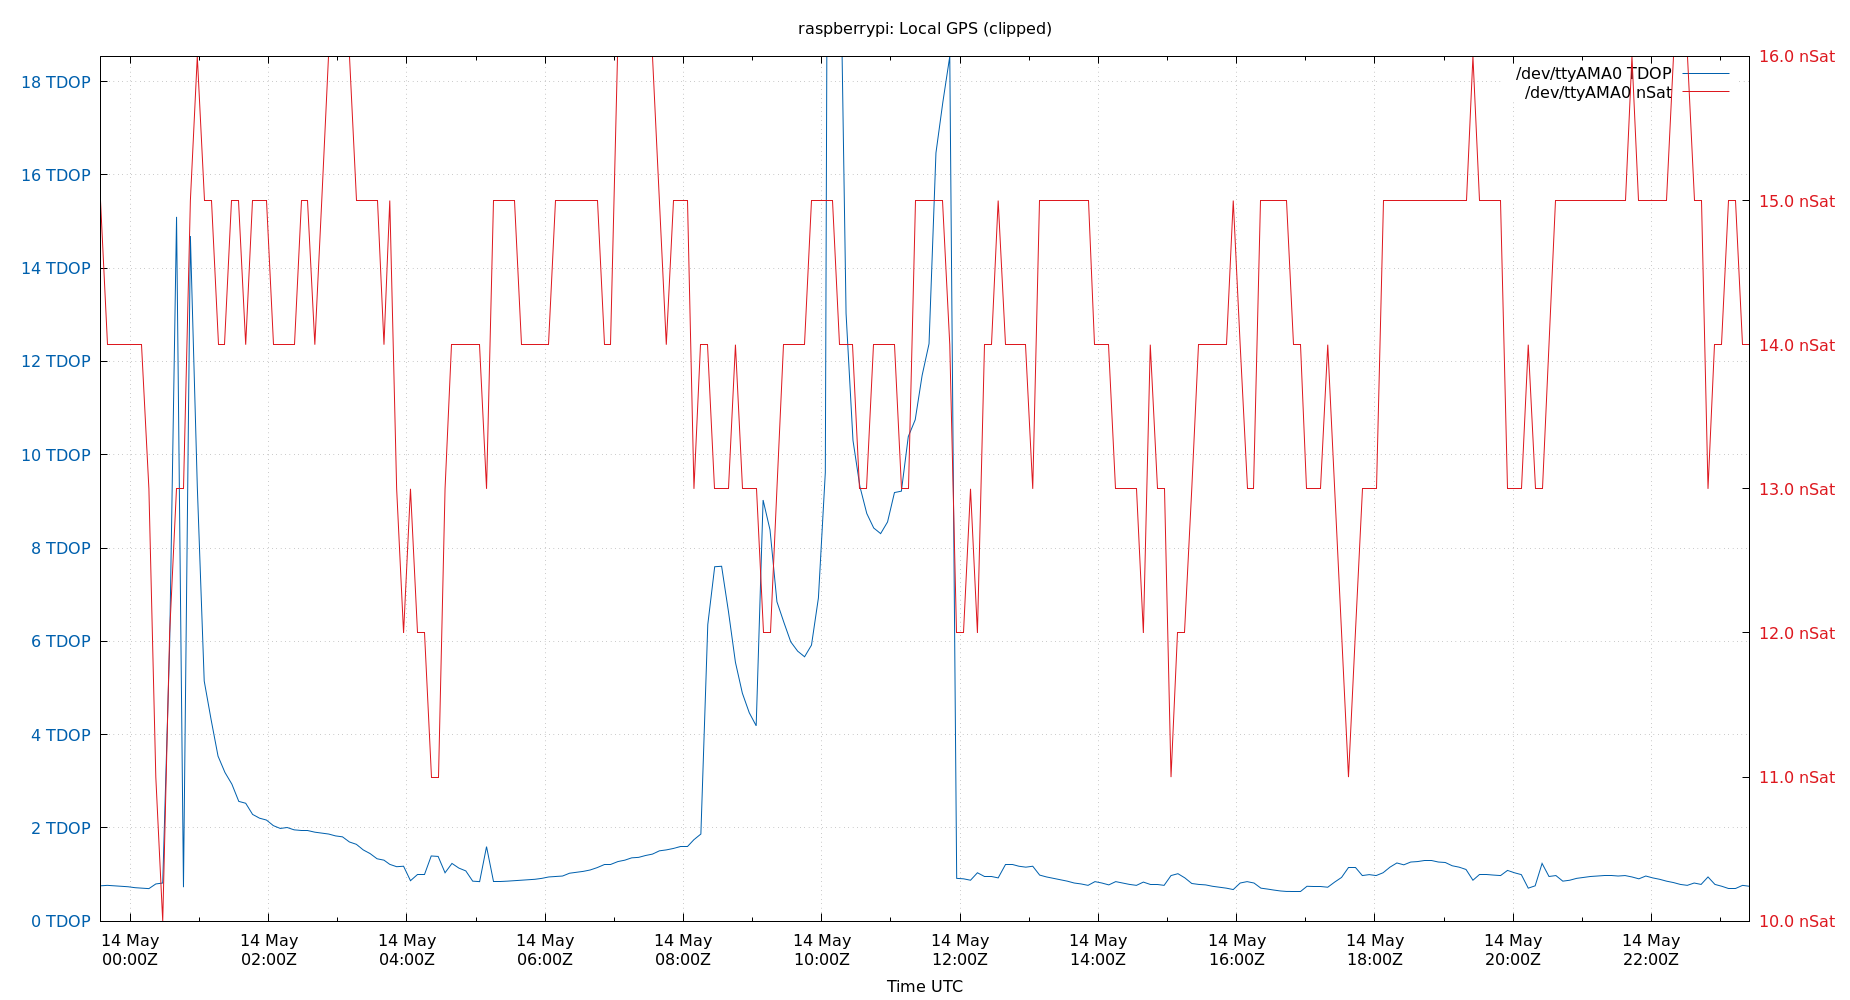 raspberrypi: Local GPS (clipped)
18 TDOP
16 TDOP
14 TDOP
12 TDOP
10 TDOP
8 TDOP
6 TDOP
4 TDOP
2 TDOP
0 TDOP
/dev/ttyAMA0 TDOP
/dev/ttyAMA0 nSat
16.0 nSat
15.0 nSat
14.0 nSat
13.0 nSat
12.0 nSat
11.0 nSat
10.0 nSat
14 May
00:00Z
14 May
02:00Z
14 May
04:00Z
14 May
06:00Z
14 May
08:00Z
14 May
10:00Z
14 May
12:00Z
14 May
14:00Z
14 May
16:00Z
14 May
18:00Z
14 May
20:00Z
14 May
22:00Z
Time UTC